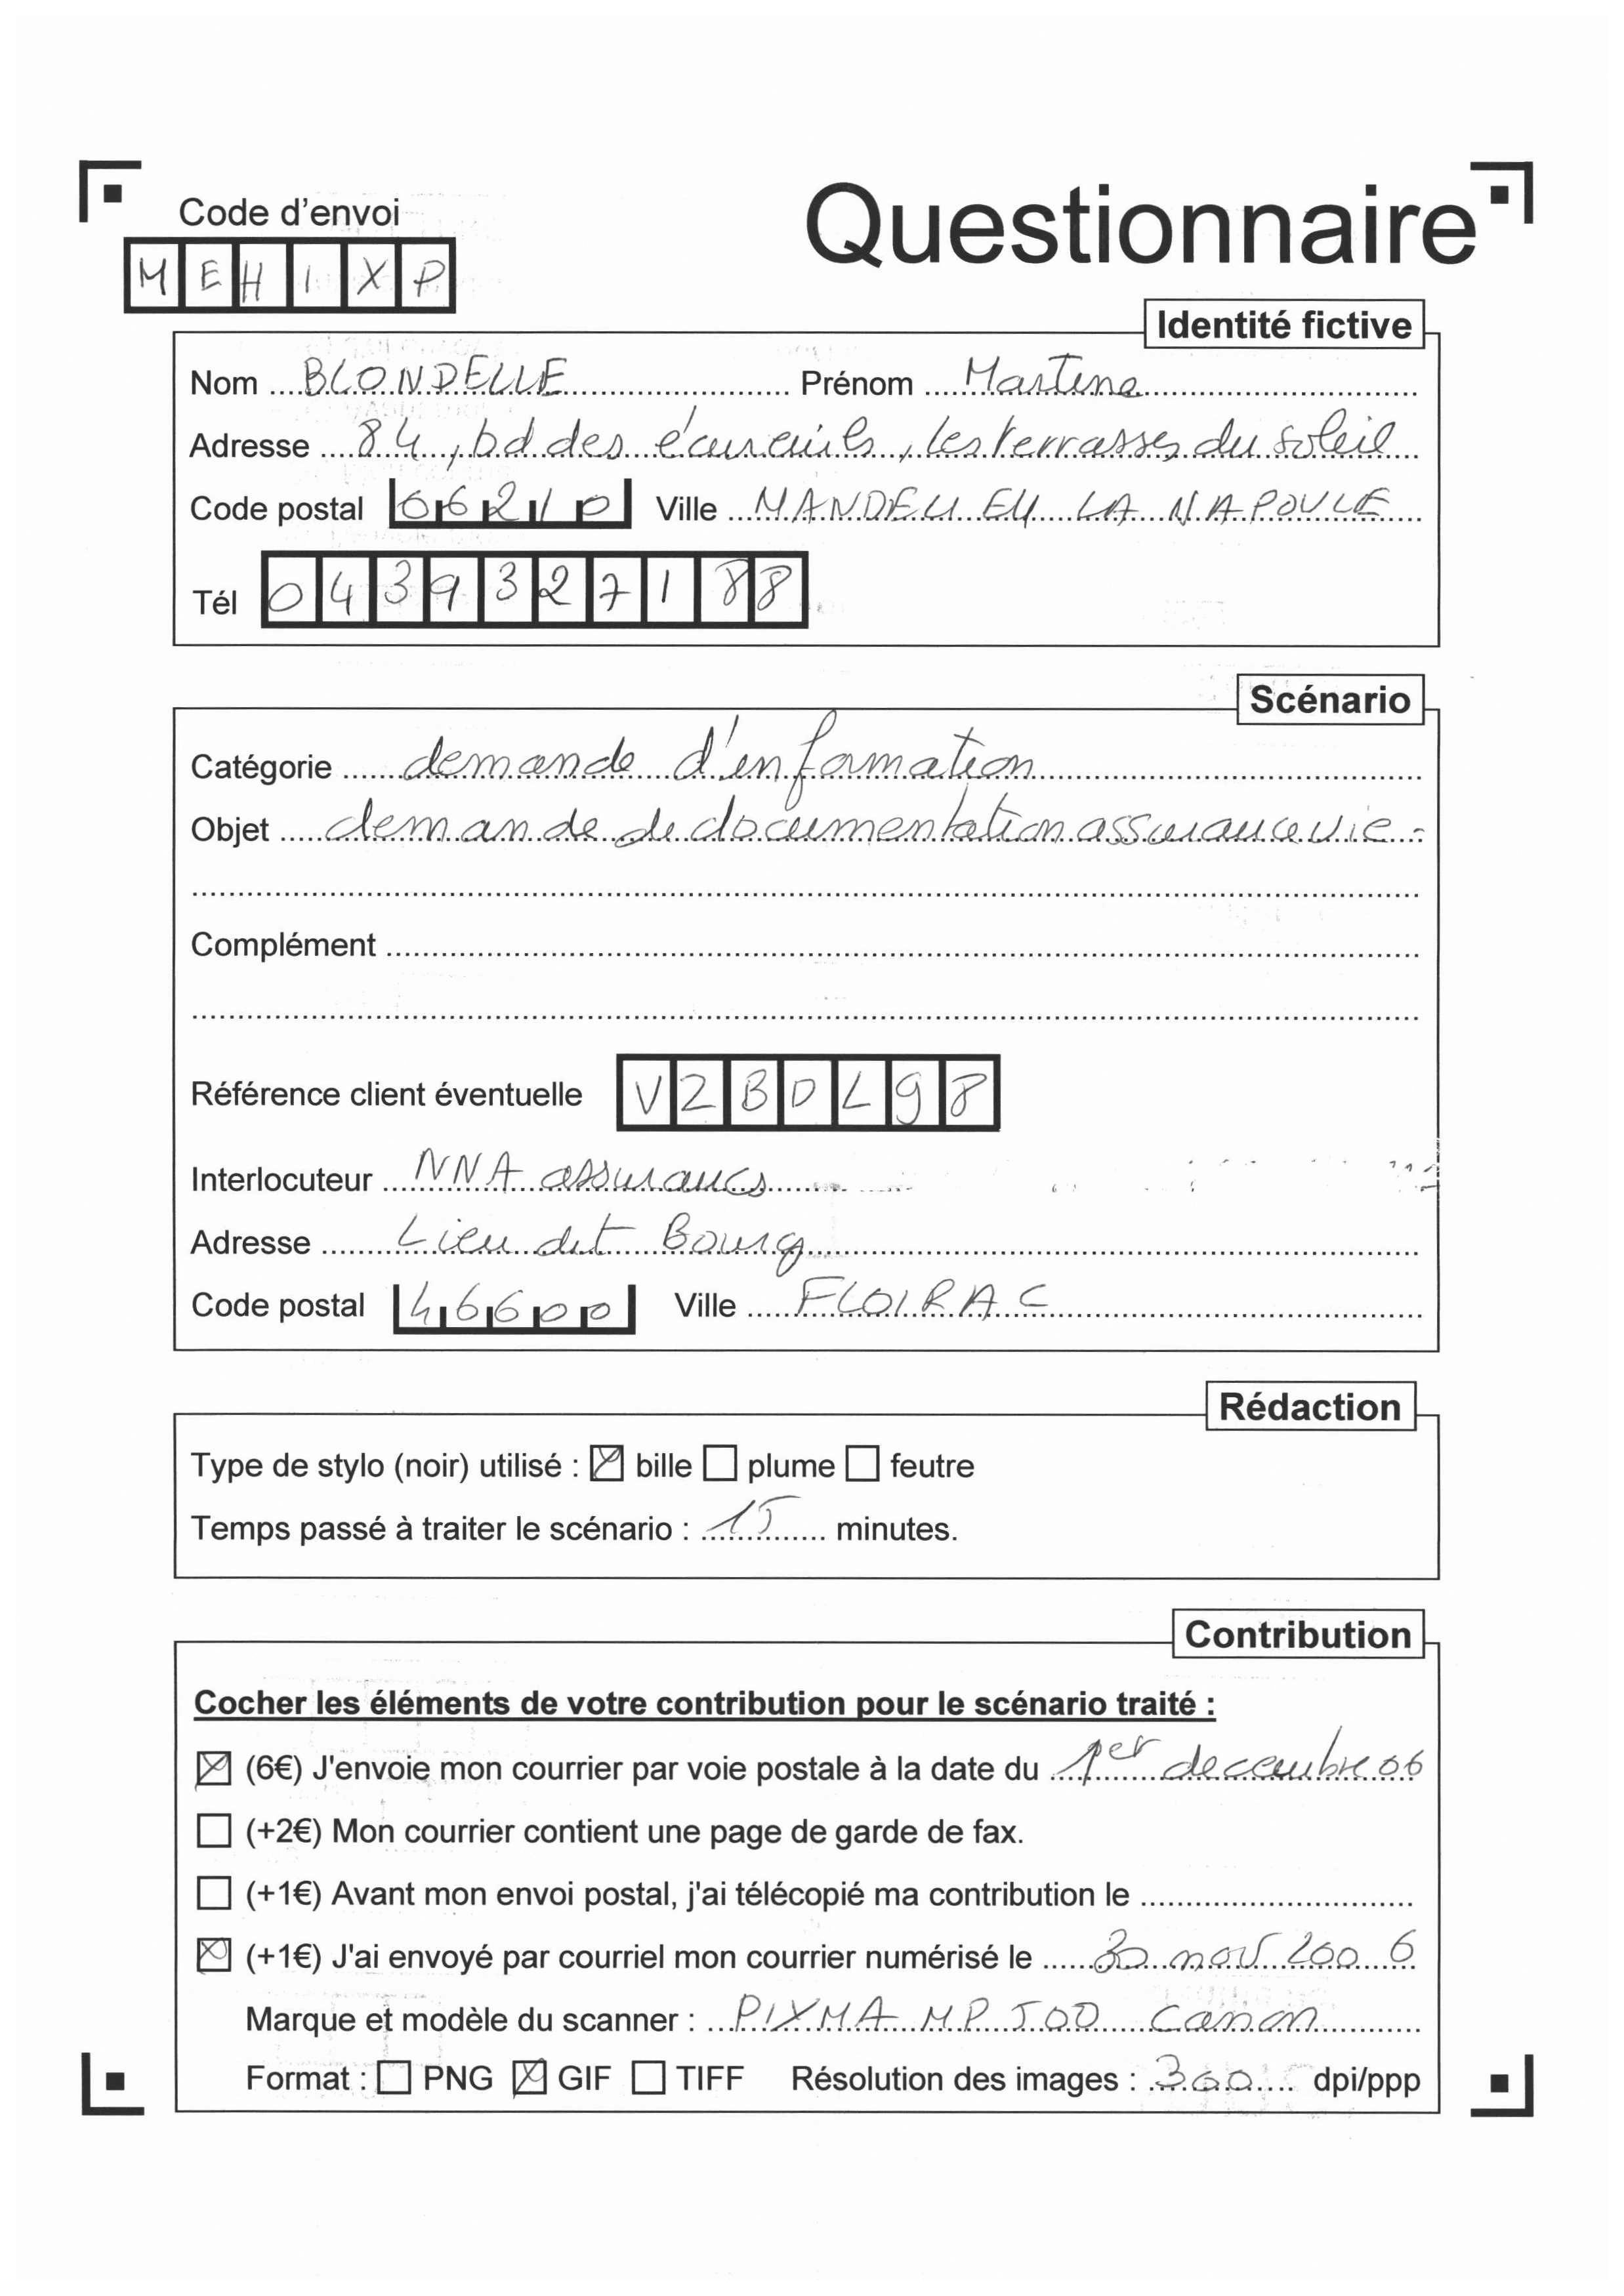 Code d'envoi
Questionnaire
MEHIXP
Identité fictive
Nom BLONDELLE Prénom Martine
Adresse 84, bd des écureuils, les terrasses du soleil
Code postal 06210 Ville MANDELIEU LA NAPOULE
Tél 0439327188
Scénario
Catégorie demande d'information
Objet demande de documentation assurance vie -
Complément
Référence client éventuelle V2BDL98
Interlocuteur NNA assurances
Adresse Lieu dit Bourg
Code postal 46600 Ville FLOIRAC
Rédaction
Type de stylo (noir) utilisé : ☒ bille ☐ plume ☐ feutre
Temps passé à traiter le scénario : 15 minutes.
Contribution
Cocher les éléments de votre contribution pour le scénario traité :
☒ (6€) J'envoie mon courrier par voie postale à la date du 1er decembre 06
☐ (+2€) Mon courrier contient une page de garde de fax.
☐ (+1€) Avant mon envoi postal, j'ai télécopié ma contribution le
☒ (+1€) J'ai envoyé par courriel mon courrier numérisé le 30 nov 2006
Marque et modèle du scanner : PIXMA MP 500 canon
Format : ☐ PNG ☒ GIF ☐ TIFF Résolution des images : 300 dpi/ppp